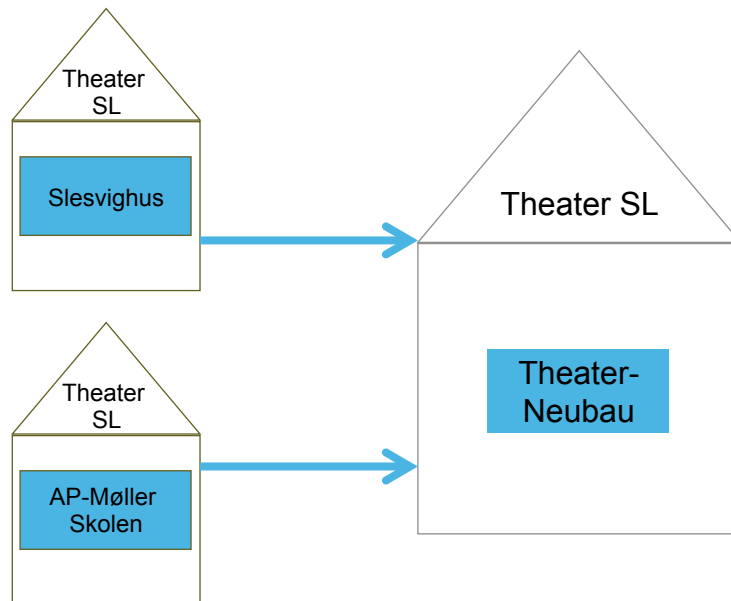 Theater
SL
Slesvighus
Theater
SL
AP-Møller
Skolen
Theater SL
Theater-
Neubau